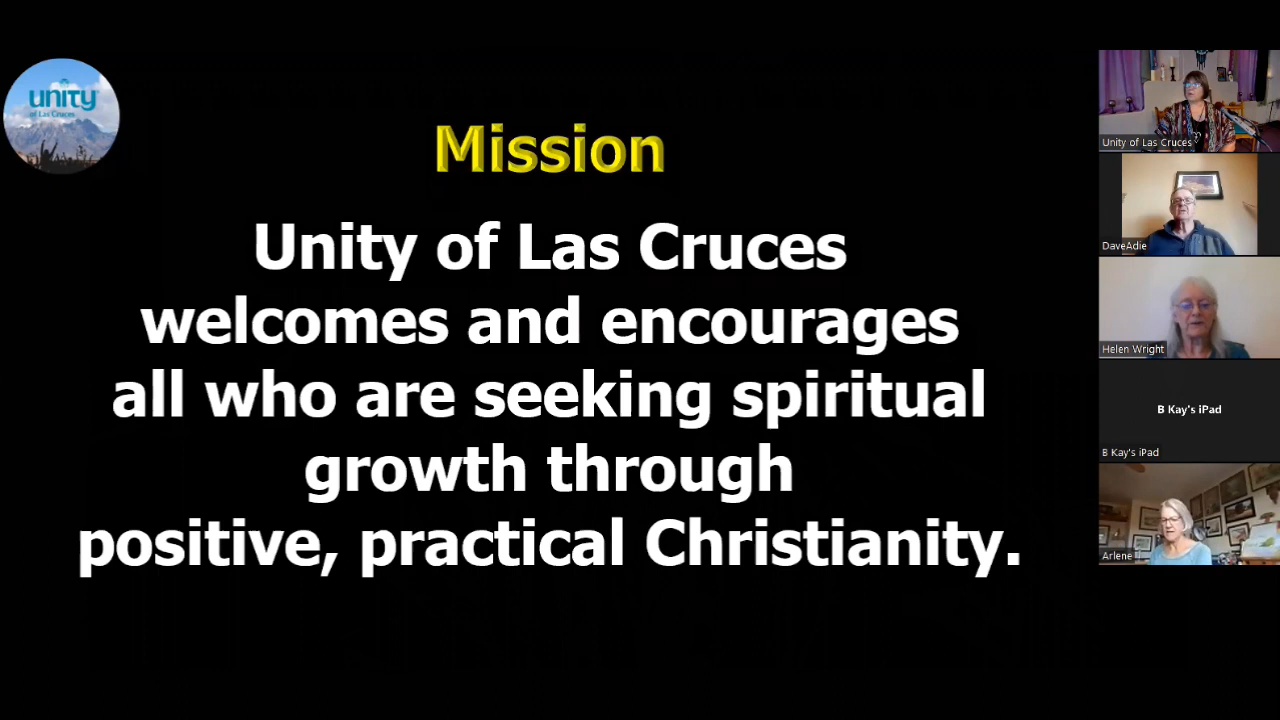 unity
of Las Cruces
Mission
Unity of Las Cruces
welcomes and encourages
all who are seeking spiritual
growth through
positive, practical Christianity.
Unity of Las Cruces
DaveAdie
Helen Wright
B Kay's iPad
B Kay's iPad
Arlene